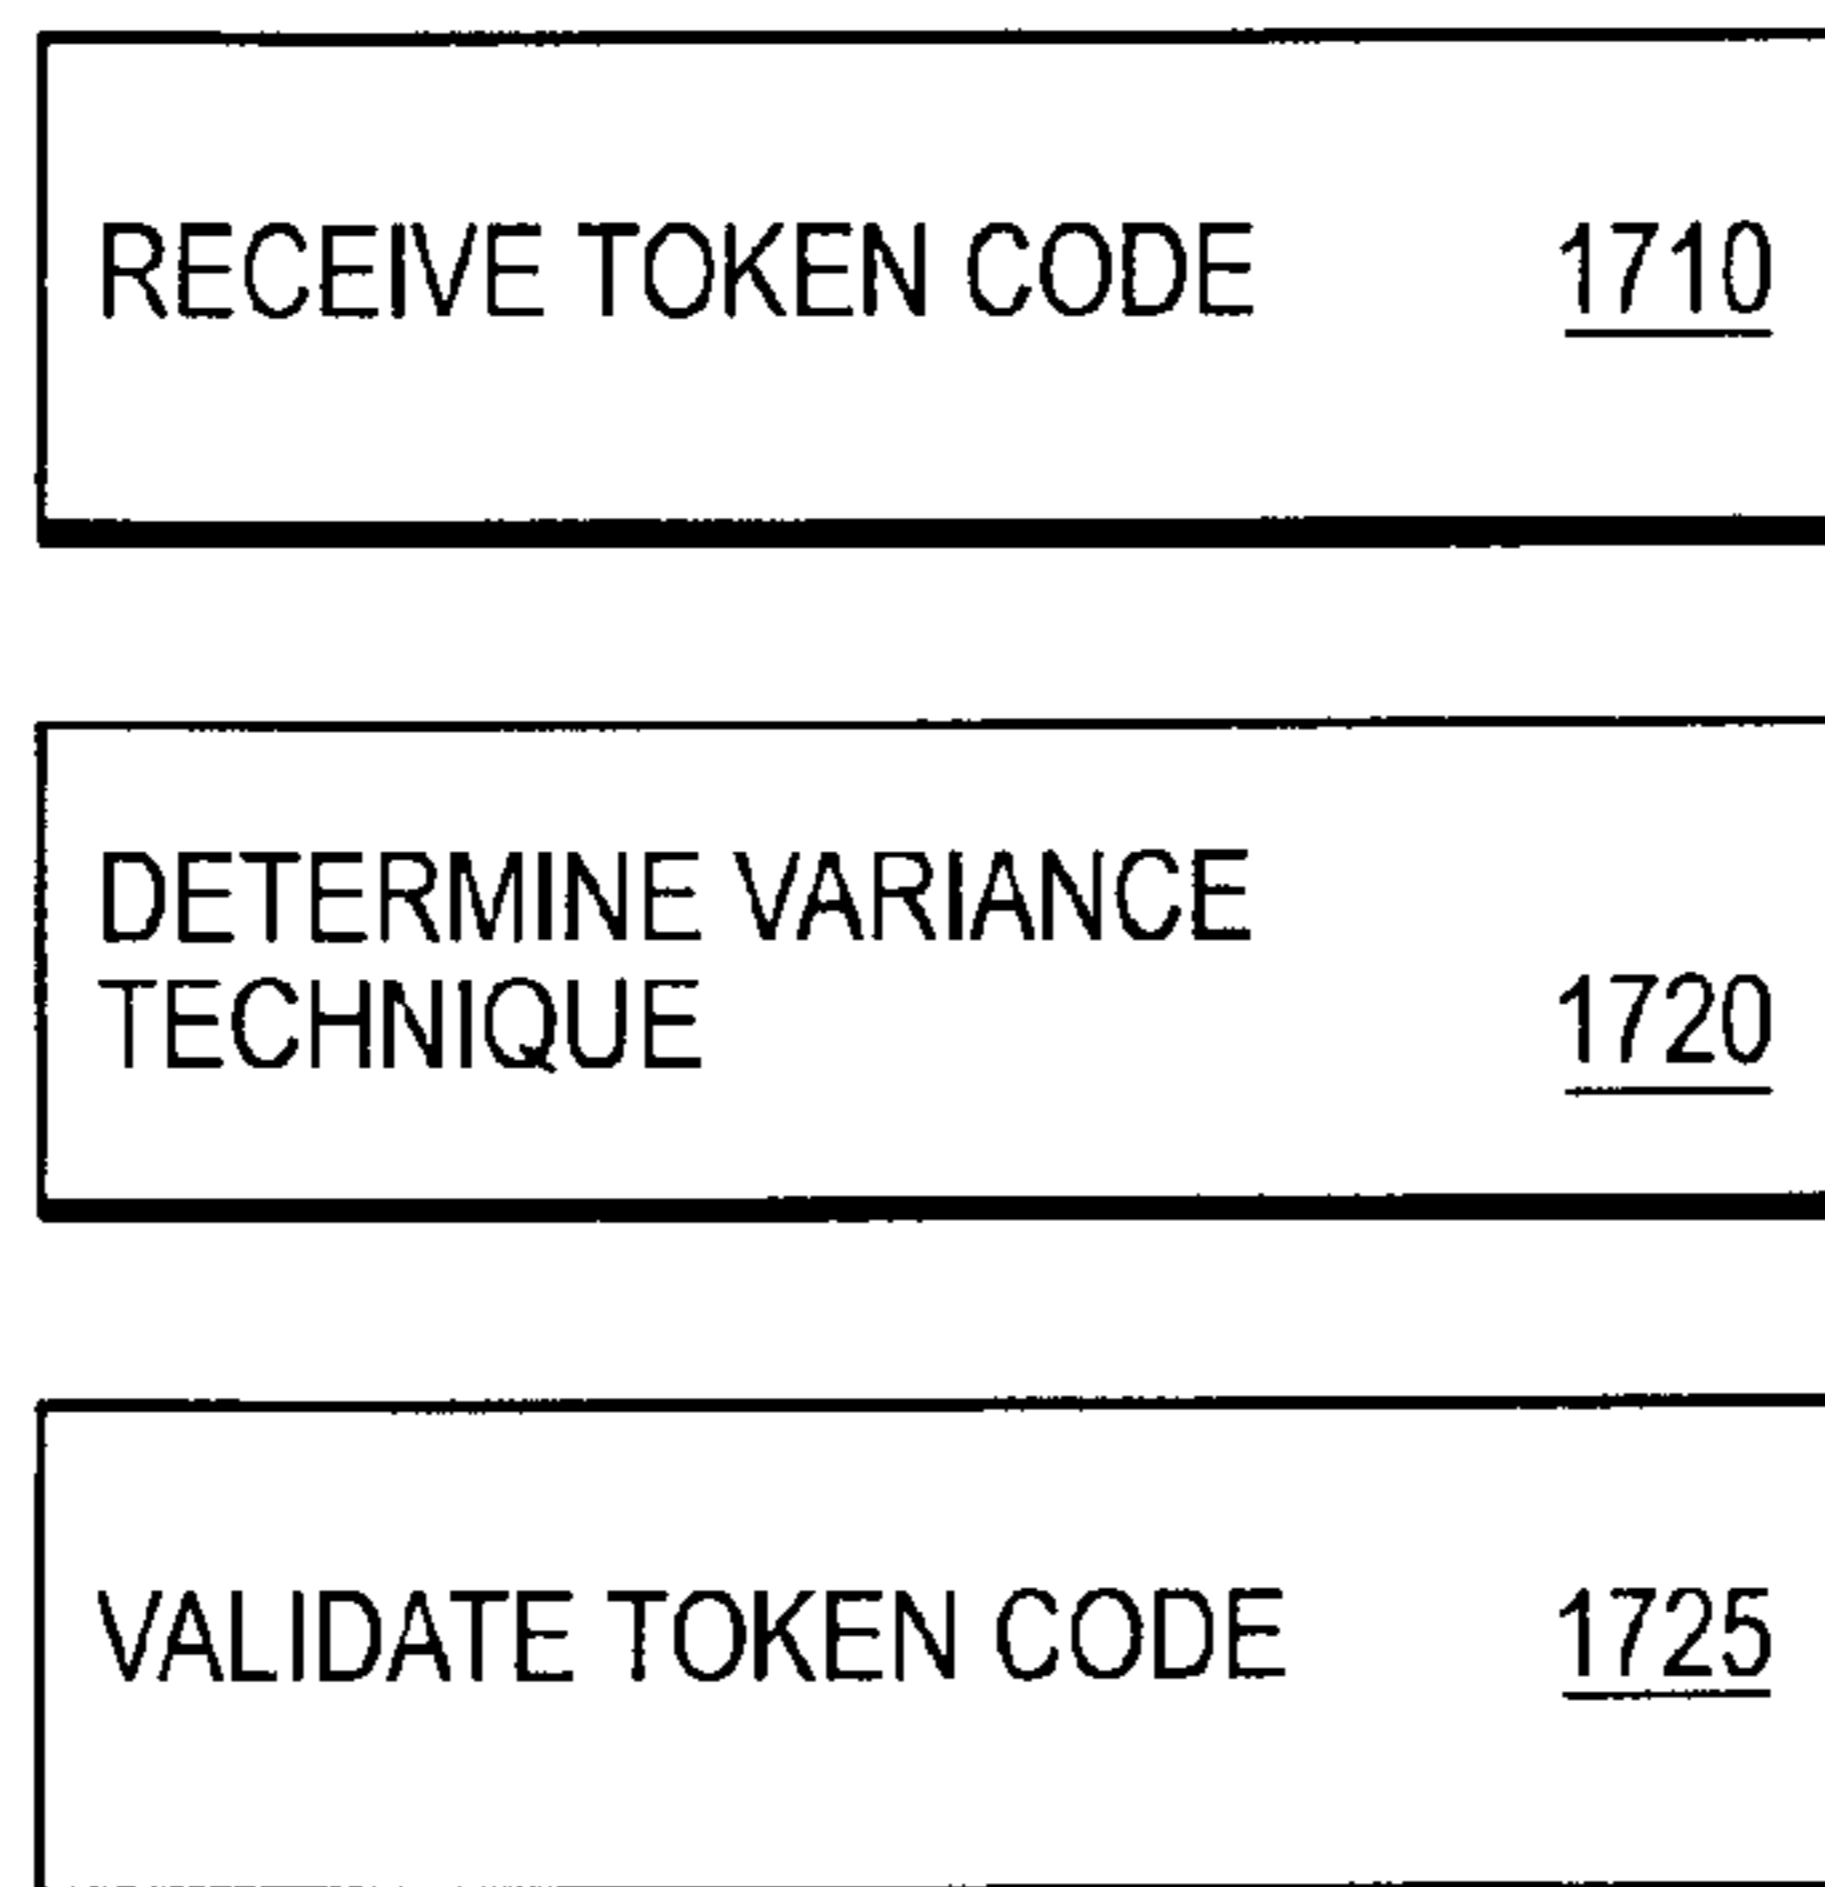 RECEIVE TOKEN CODE 1710
DETERMINE VARIANCE
TECHNIQUE 1720
VALIDATE TOKEN CODE 1725